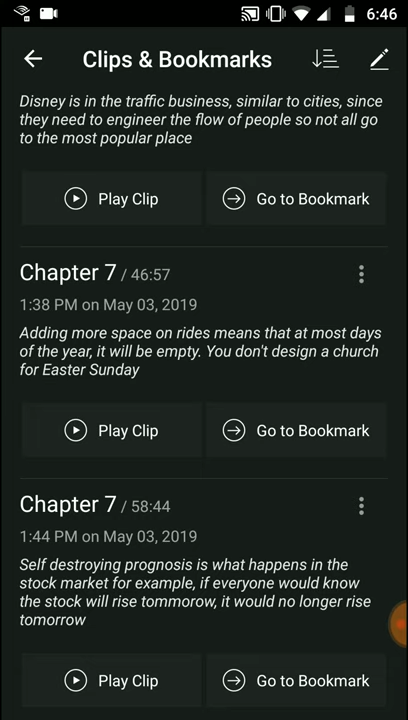 6:46
Clips & Bookmarks
Disney is in the traffic business, similar to cities, since
they need to engineer the flow of people so not all go
to the most popular place
Play Clip
Go to Bookmark
Chapter 7 / 46:57
1:38 PM on May 03, 2019
Adding more space on rides means that at most days
of the year, it will be empty. You don't design a church
for Easter Sunday
Play Clip
Go to Bookmark
Chapter 7 / 58:44
1:44 PM on May 03, 2019
Self destroying prognosis is what happens in the
stock market for example, if everyone would know
the stock will rise tommorow, it would no longer rise
tomorrow
Play Clip
Go to Bookmark